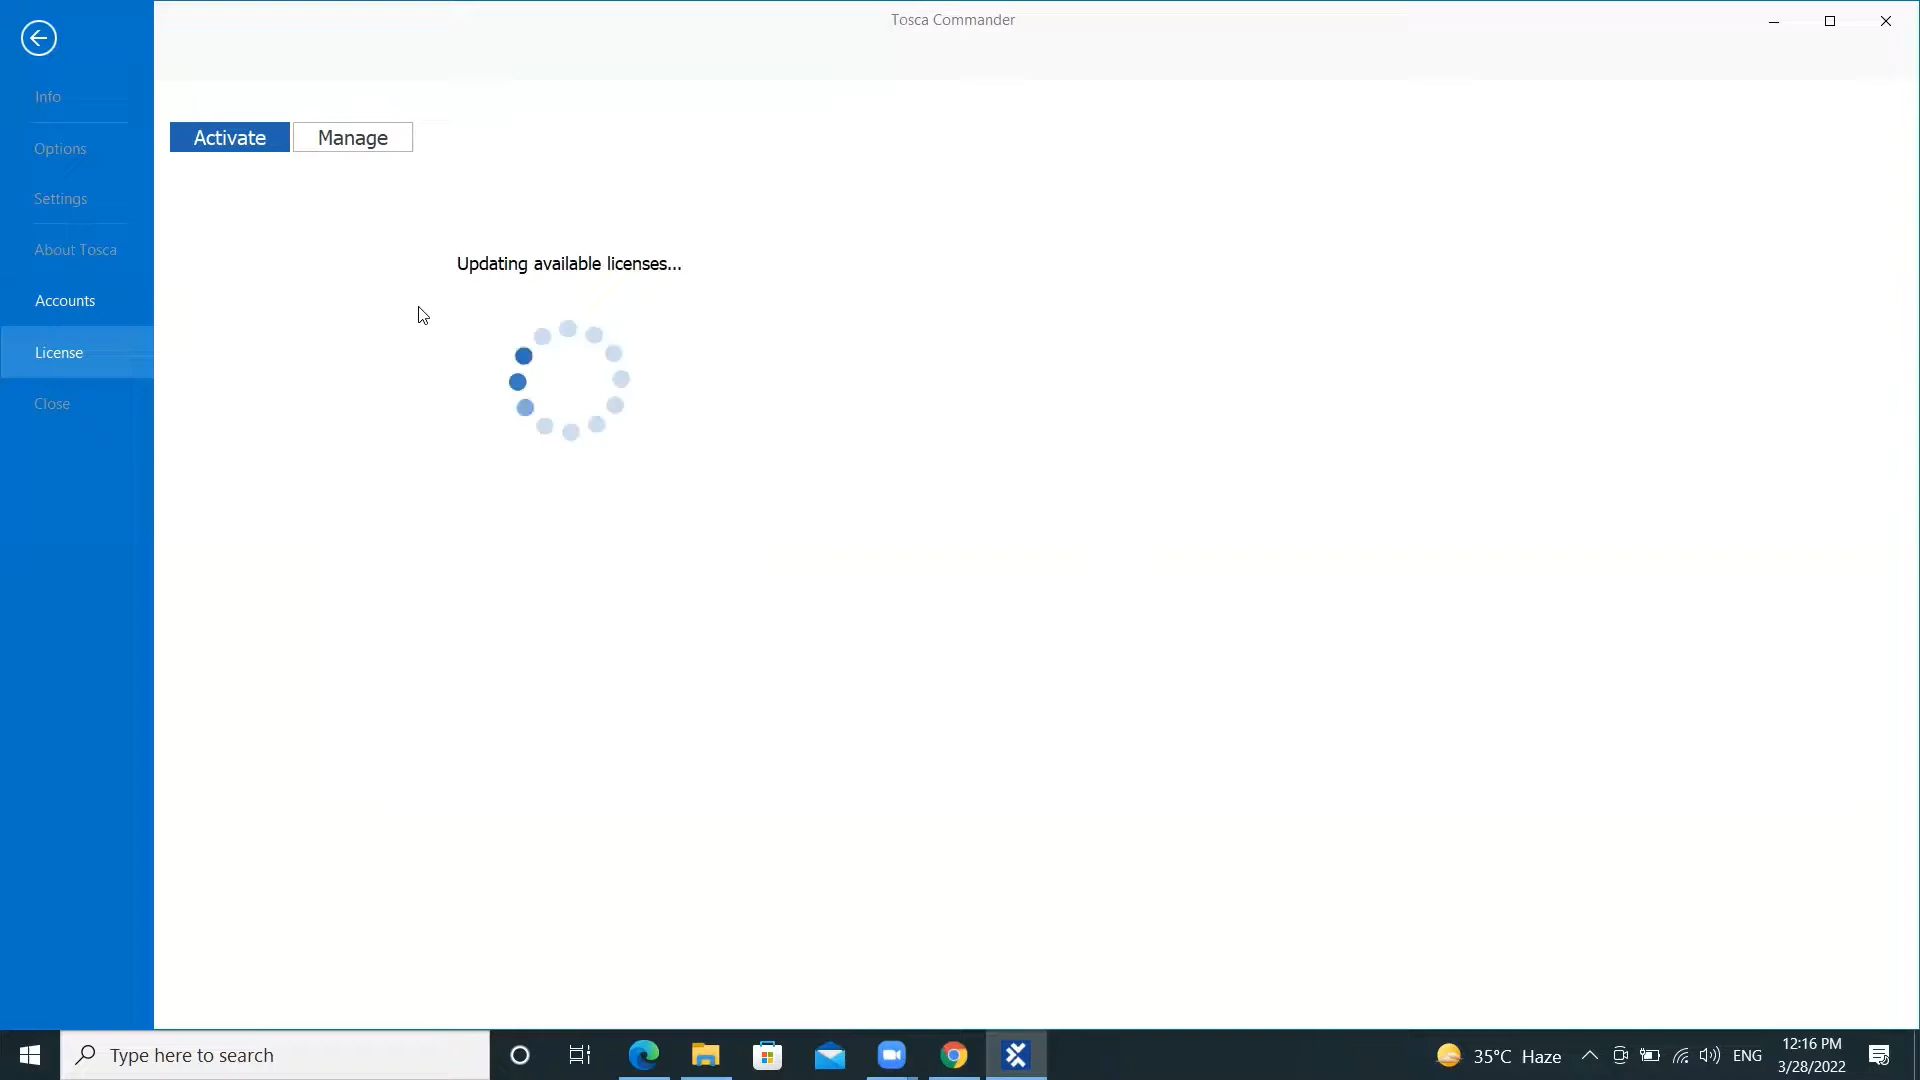 Tosca Commander
Info
Options
Settings
About Tosca
Accounts
License
Close
Activate
Manage
Updating available licenses...
Type here to search
35°C Haze
ENG
12:16 PM
3/28/2022